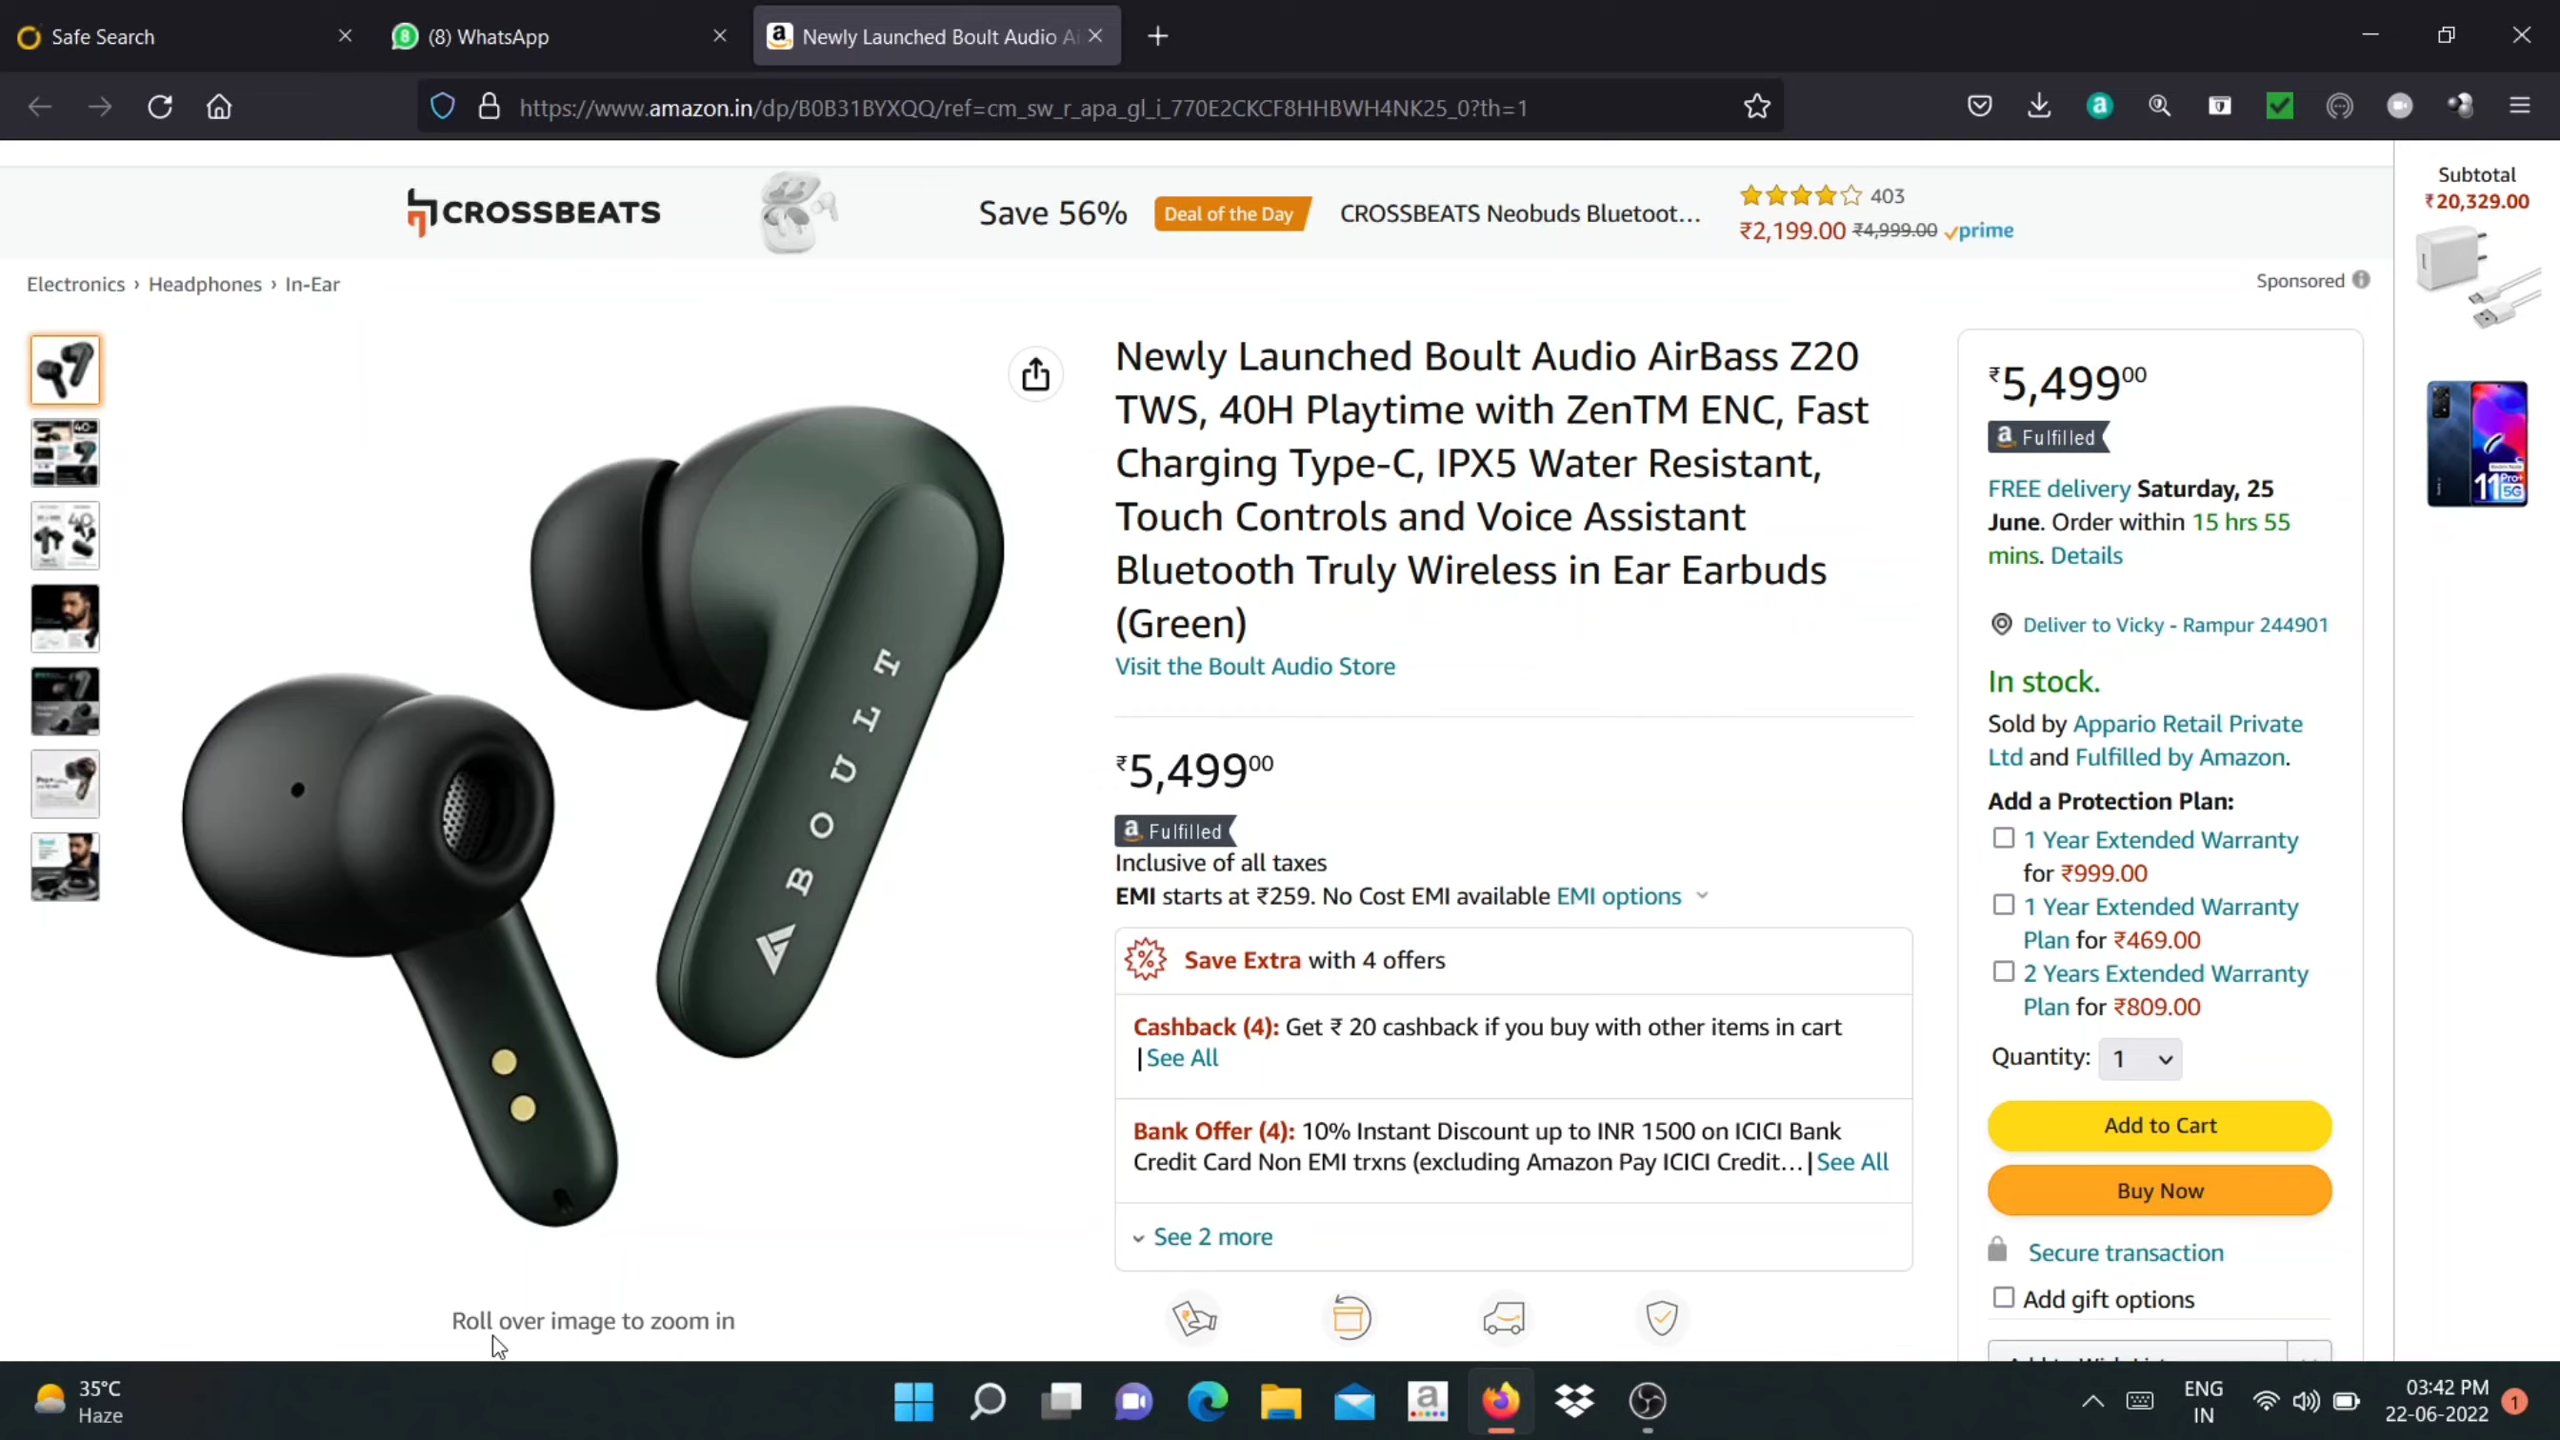 Safe Search
(8) WhatsApp
Newly Launched Boult Audio Ai
https://www.amazon.in/dp/B0B31BYXQQ/ref=cm_sw_r_apa_gl_i_770E2CKCF8HHBWH4NK25_0?th=1
CROSSBEATS
Save 56%
Deal of the Day
CROSSBEATS Neobuds Bluetoot...
403
₹2,199.00 ₹4,999.00 prime
Subtotal
₹20,329.00
Electronics › Headphones › In-Ear
Sponsored
Newly Launched Boult Audio AirBass Z20
TWS, 40H Playtime with ZenTM ENC, Fast
Charging Type-C, IPX5 Water Resistant,
Touch Controls and Voice Assistant
Bluetooth Truly Wireless in Ear Earbuds
(Green)
Visit the Boult Audio Store
₹5,499.00
a Fulfilled
Inclusive of all taxes
EMI starts at ₹259. No Cost EMI available EMI options
Save Extra with 4 offers
Cashback (4): Get ₹ 20 cashback if you buy with other items in cart
| See All
Bank Offer (4): 10% Instant Discount up to INR 1500 on ICICI Bank
Credit Card Non EMI trxns (excluding Amazon Pay ICICI Credit... | See All
See 2 more
BOULT
Roll over image to zoom in
₹5,499.00
a Fulfilled
FREE delivery Saturday, 25
June. Order within 15 hrs 55
mins. Details
Deliver to Vicky - Rampur 244901
In stock.
Sold by Appario Retail Private
Ltd and Fulfilled by Amazon.
Add a Protection Plan:
1 Year Extended Warranty
for ₹999.00
1 Year Extended Warranty
Plan for ₹469.00
2 Years Extended Warranty
Plan for ₹809.00
Quantity: 1
Add to Cart
Buy Now
Secure transaction
Add gift options
11 Pro+
5G
35°C
Haze
ENG
IN
03:42 PM
22-06-2022
1